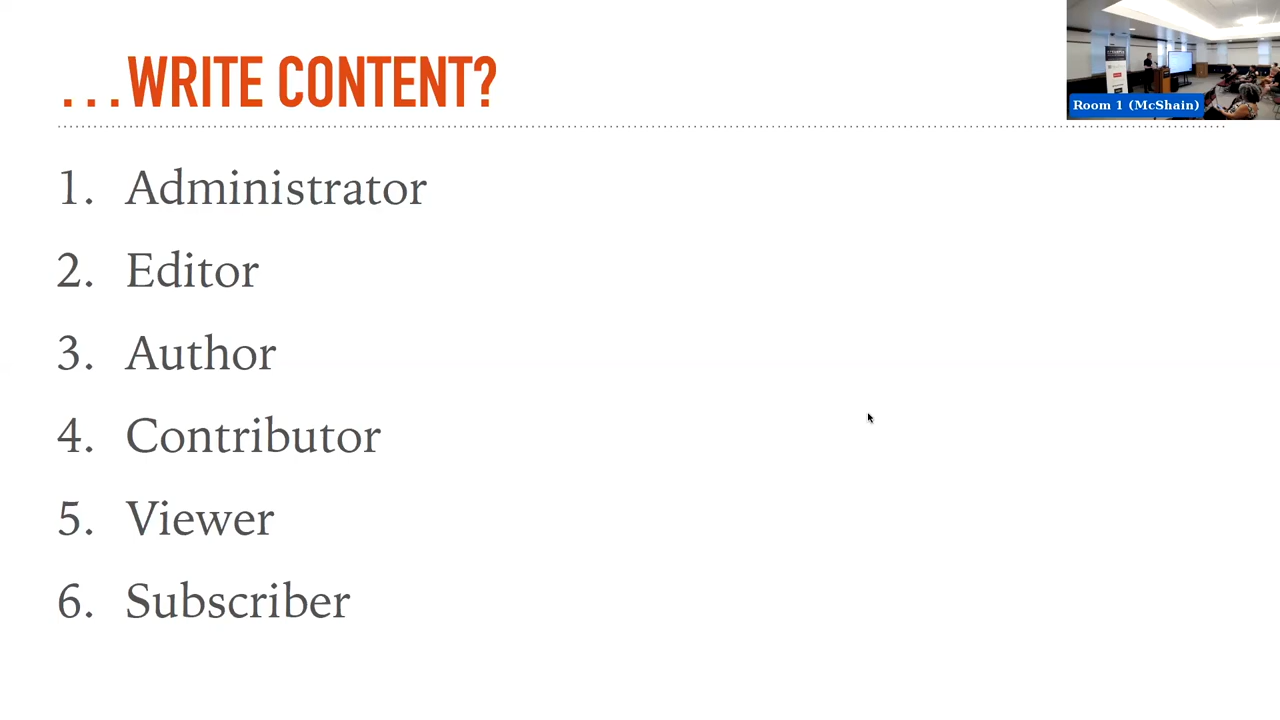 ...WRITE CONTENT?
Room 1 (McShain)
1. Administrator
2. Editor
3. Author
4. Contributor
5. Viewer
6. Subscriber